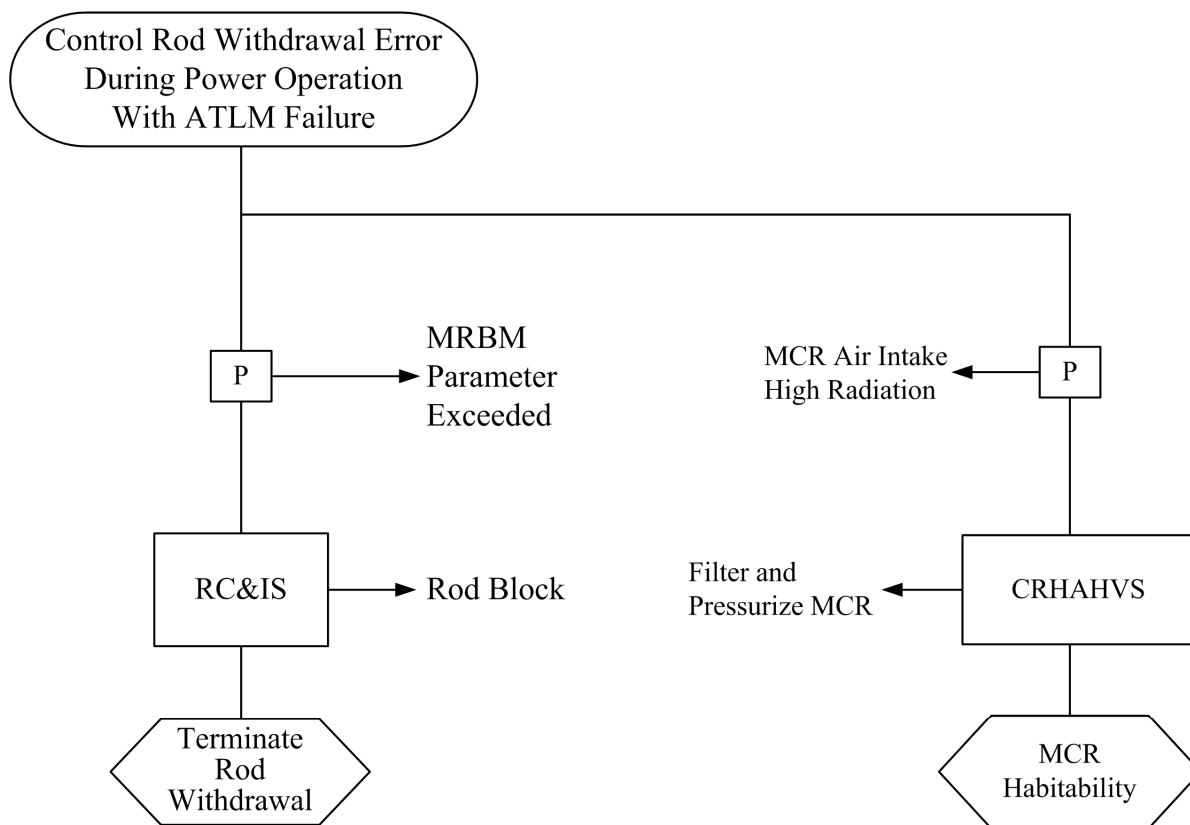 Control Rod Withdrawal Error
During Power Operation
With ATLM Failure
P
MRBM
Parameter
Exceeded
MCR Air Intake
High Radiation
P
RC&IS
Rod Block
Filter and
Pressurize MCR
CRHAHVS
Terminate
Rod
Withdrawal
MCR
Habitability